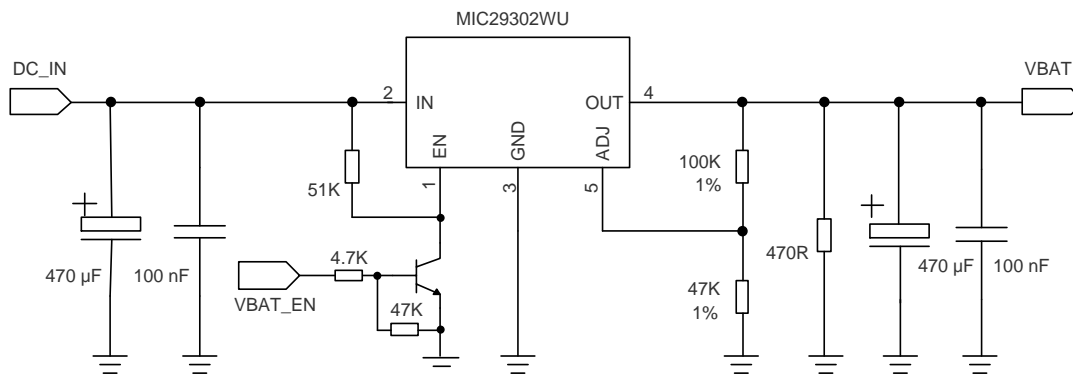 MIC29302WU
DC_IN
VBAT
2
IN
OUT
4
EN
GND
ADJ
1
3
5
51K
100K
1%
470 µF
100 nF
4.7K
VBAT_EN
47K
47K
1%
470R
470 µF
100 nF